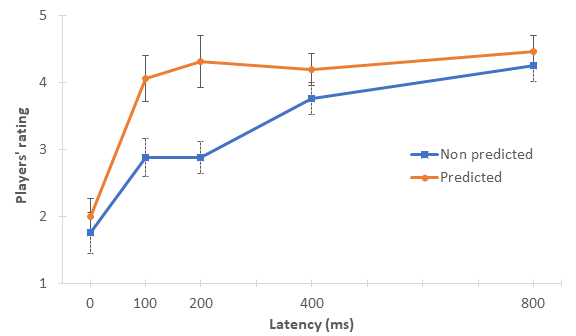 5
4
3
2
1
Players' rating
0 100 200 400 800
Latency (ms)
Non predicted
Predicted